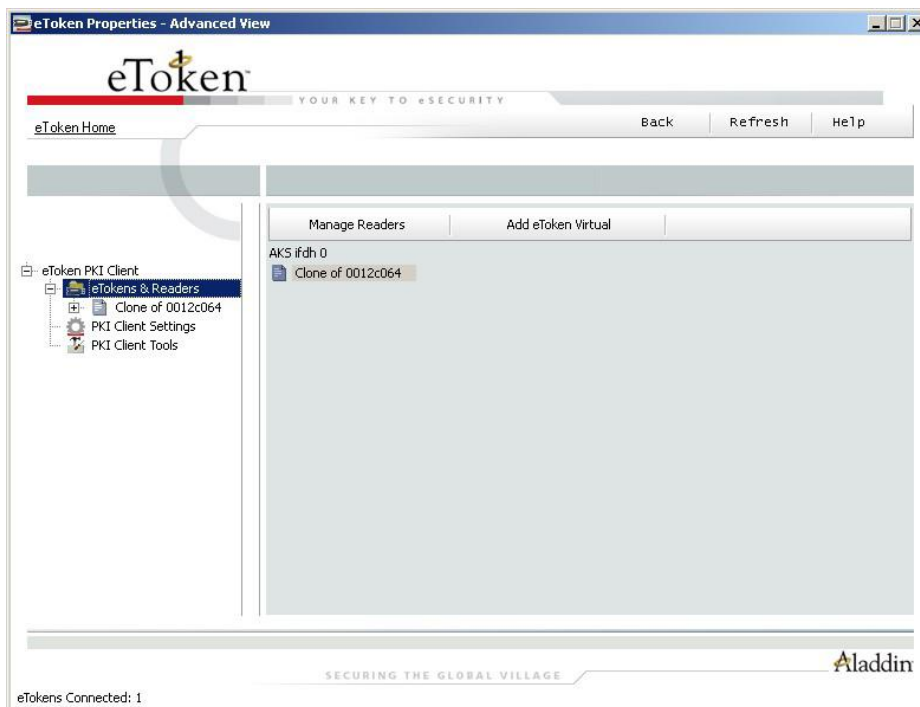 eToken Properties - Advanced View
eToken
YOUR KEY TO eSECURITY
eToken Home
Back Refresh Help
Manage Readers Add eToken Virtual
AKS ifdh 0
Clone of 0012c064
eToken PKI Client
eTokens & Readers
Clone of 0012c064
PKI Client Settings
PKI Client Tools
Aladdin
SECURING THE GLOBAL VILLAGE
eTokens Connected: 1